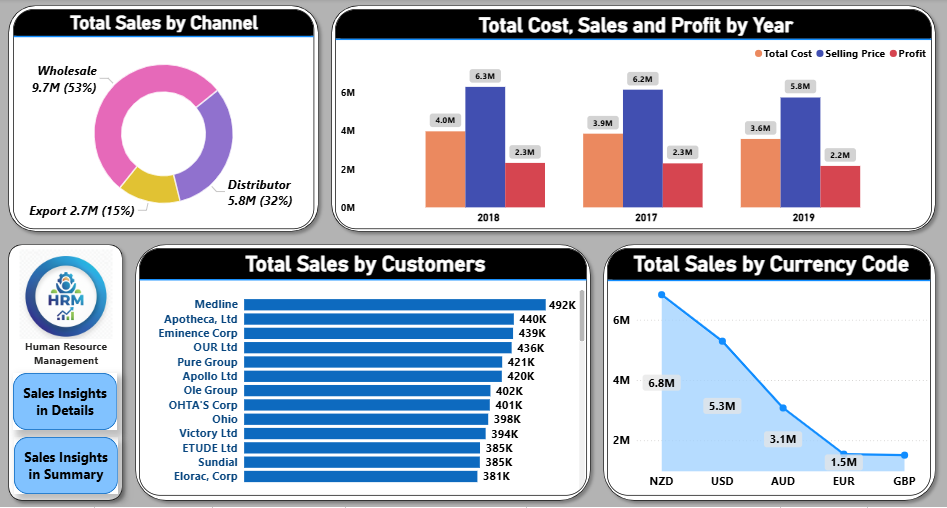 Total Sales by Channel
Wholesale
9.7M (53%)
Distributor
5.8M (32%)
Export 2.7M (15%)
Total Cost, Sales and Profit by Year
Total Cost Selling Price Profit
6M
4M
2M
0M
4.0M
6.3M
2.3M
3.9M
6.2M
2.3M
3.6M
5.8M
2.2M
2018
2017
2019
HRM
Human Resource
Management
Sales Insights
in Details
Sales Insights
in Summary
Total Sales by Customers
Medline 492K
Apotheca, Ltd 440K
Eminence Corp 439K
OUR Ltd 436K
Pure Group 421K
Apollo Ltd 420K
Ole Group 402K
OHTA'S Corp 401K
Ohio 398K
Victory Ltd 394K
ETUDE Ltd 385K
Sundial 385K
Elorac, Corp 381K
Total Sales by Currency Code
6M
4M
2M
6.8M
5.3M
3.1M
1.5M
NZD
USD
AUD
EUR
GBP